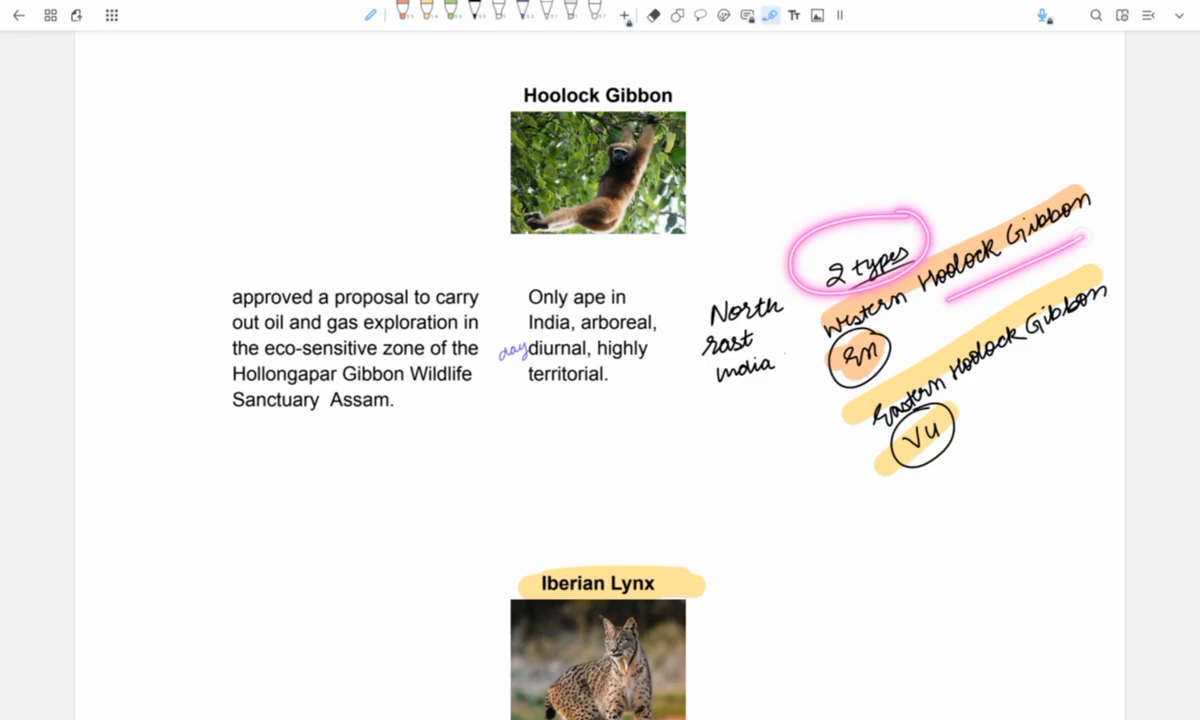 Hoolock Gibbon
2 types
Western Hoolock Gibbon
En
Eastern Hoolock Gibbon
Vu
approved a proposal to carry
out oil and gas exploration in
the eco-sensitive zone of the
Hollongapar Gibbon Wildlife
Sanctuary Assam.
Only ape in
India, arboreal,
day diurnal, highly
territorial.
North
East
India
Iberian Lynx